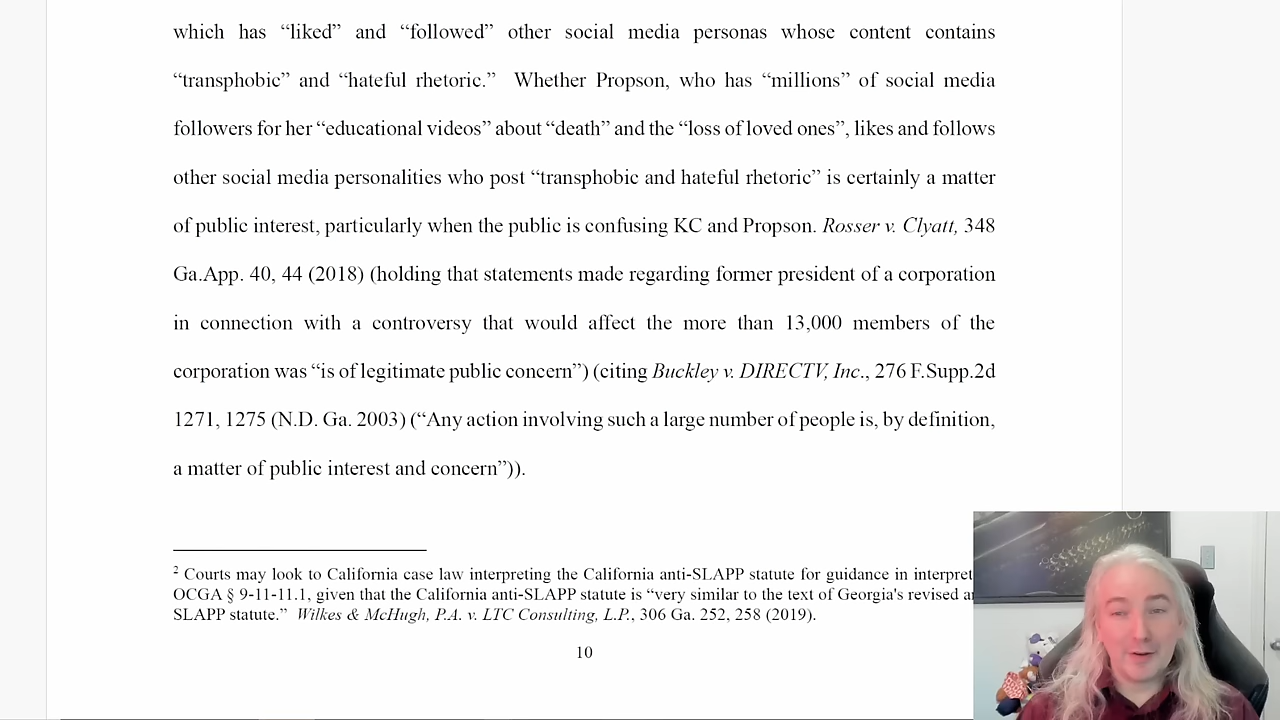 which has “liked” and “followed” other social media personas whose content contains
“transphobic” and “hateful rhetoric.” Whether Propson, who has “millions” of social media
followers for her “educational videos” about “death” and the “loss of loved ones”, likes and follows
other social media personalities who post “transphobic and hateful rhetoric” is certainly a matter
of public interest, particularly when the public is confusing KC and Propson. Rosser v. Clyatt, 348
Ga.App. 40, 44 (2018) (holding that statements made regarding former president of a corporation
in connection with a controversy that would affect the more than 13,000 members of the
corporation was “is of legitimate public concern”) (citing Buckley v. DIRECTV, Inc., 276 F.Supp.2d
1271, 1275 (N.D. Ga. 2003) (“Any action involving such a large number of people is, by definition,
a matter of public interest and concern”)).
2 Courts may look to California case law interpreting the California anti-SLAPP statute for guidance in interpret
OCGA § 9-11-11.1, given that the California anti-SLAPP statute is “very similar to the text of Georgia's revised
SLAPP statute.” Wilkes & McHugh, P.A. v. LTC Consulting, L.P., 306 Ga. 252, 258 (2019).
10